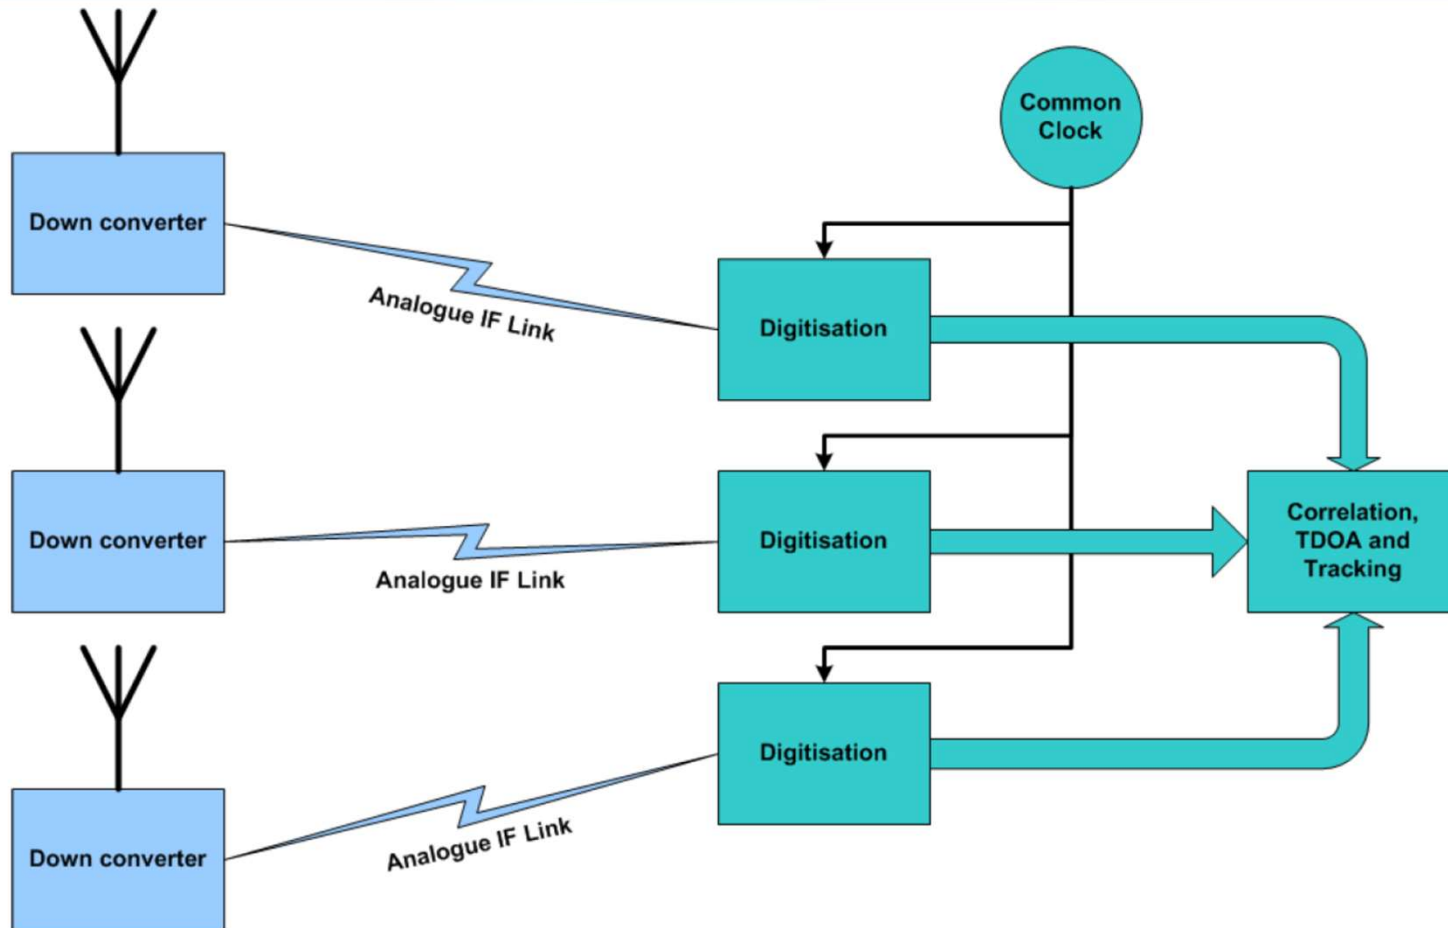 Common
Clock
Down converter
Analogue IF Link
Digitisation
Down converter
Analogue IF Link
Digitisation
Correlation,
TDOA and
Tracking
Down converter
Analogue IF Link
Digitisation